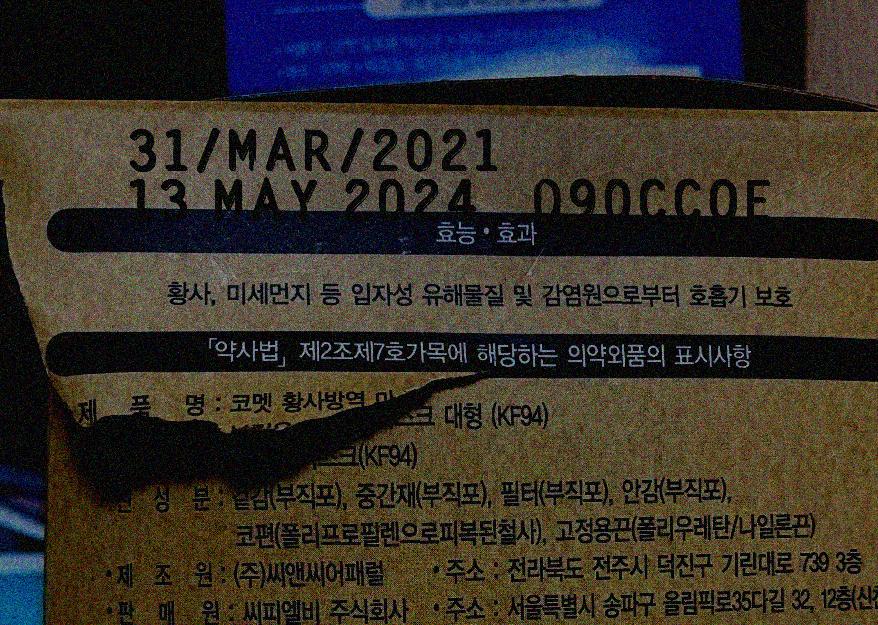 31/MAR/2021
13 MAY 2024 090CC0E
효능•효과
황사, 미세먼지 등 입자성 유해물질 및 감염원으로부터 호흡기 보호
「약사법」 제2조제7호가목에 해당하는 의약외품의 표시사항
제 품 명 : 코멧 황사방역 대형 (KF94)
(KF94)
성 분 : 겉감(부직포), 중간재(부직포), 필터(부직포), 안감(부직포),
코편(폴리프로필렌으로피복된철사), 고정용끈(폴리우레탄/나일론끈)
•제 조 원 : (주)씨앤씨어패럴 •주소 : 전라북도 전주시 덕진구 기린대로 739 3층
•판 매 원 : 씨피엘비 주식회사 •주소 : 서울특별시 송파구 올림픽로35다길 32, 12층(신천